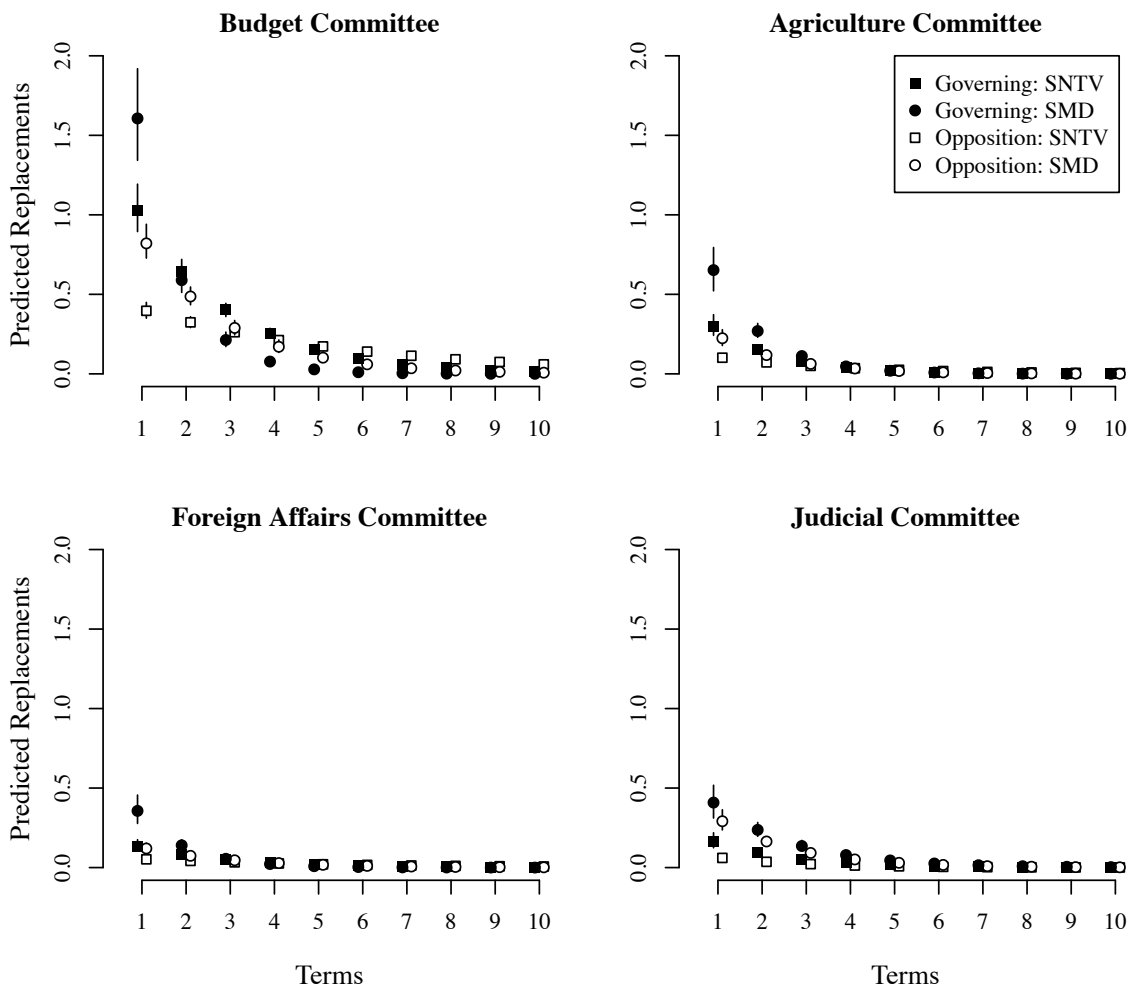 Budget Committee
Predicted Replacements
2.0
1.5
1.0
0.5
0.0
1 2 3 4 5 6 7 8 9 10
Agriculture Committee
2.0
1.5
1.0
0.5
0.0
Governing: SNTV
Governing: SMD
Opposition: SNTV
Opposition: SMD
1 2 3 4 5 6 7 8 9 10
Foreign Affairs Committee
Predicted Replacements
2.0
1.5
1.0
0.5
0.0
1 2 3 4 5 6 7 8 9 10
Terms
Judicial Committee
2.0
1.5
1.0
0.5
0.0
1 2 3 4 5 6 7 8 9 10
Terms